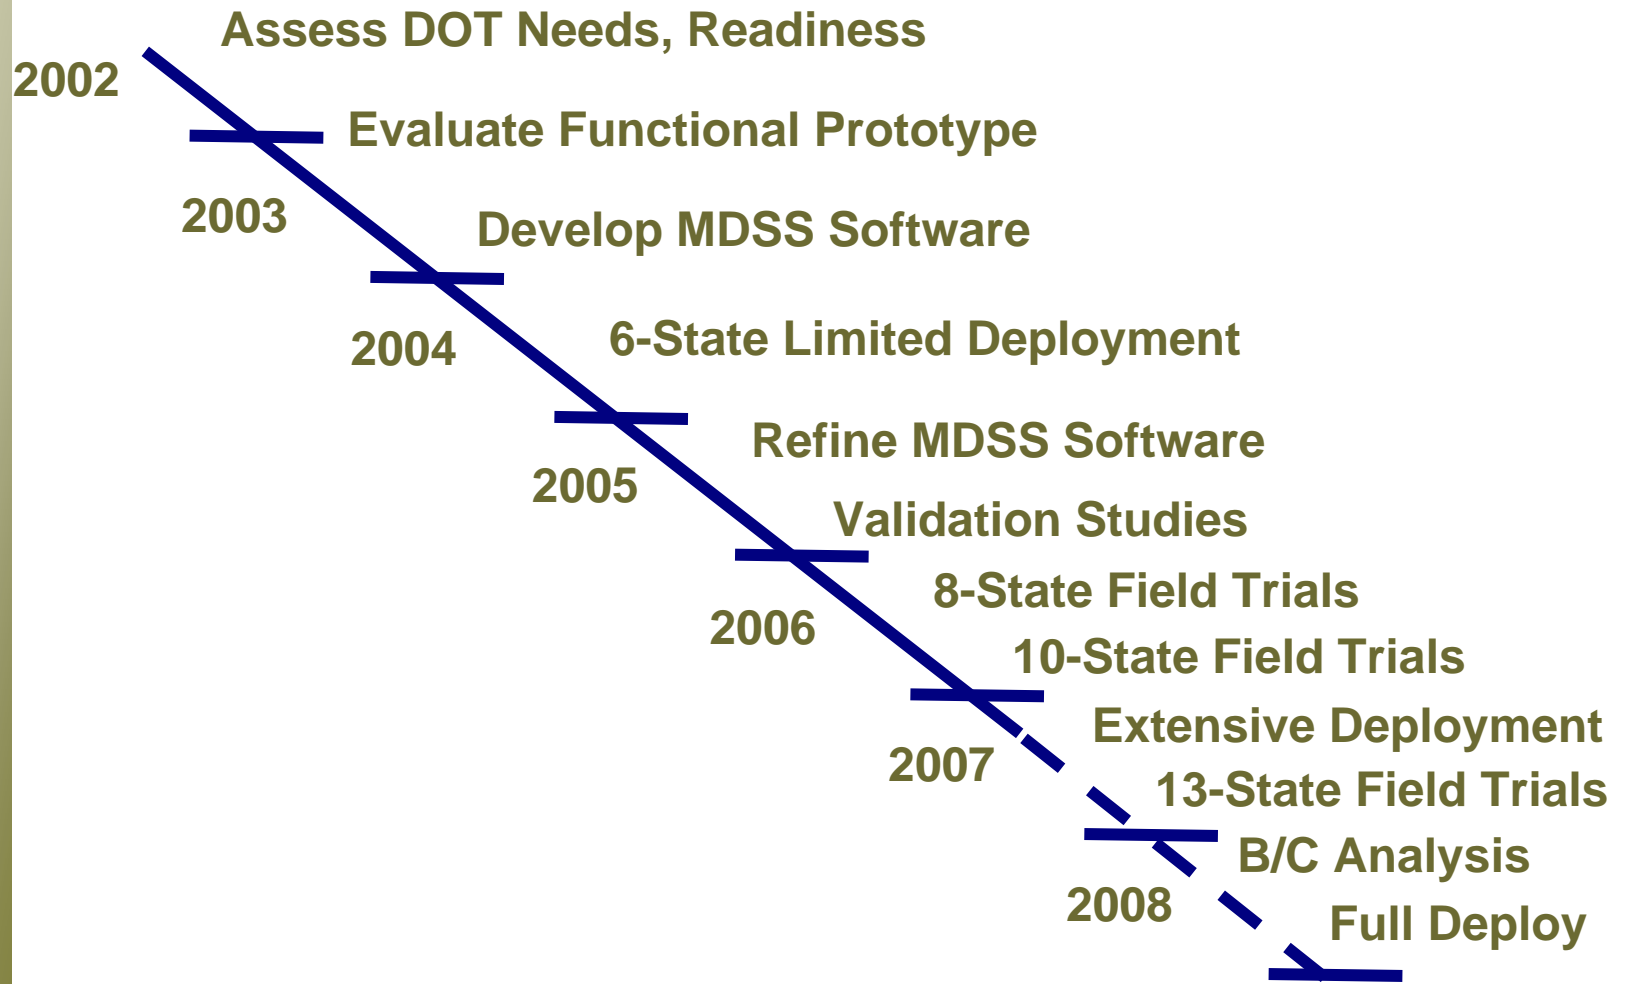 Assess DOT Needs, Readiness
2002
Evaluate Functional Prototype
2003
Develop MDSS Software
2004
6-State Limited Deployment
Refine MDSS Software
2005
Validation Studies
8-State Field Trials
2006
10-State Field Trials
Extensive Deployment
2007
13-State Field Trials
B/C Analysis
2008
Full Deploy